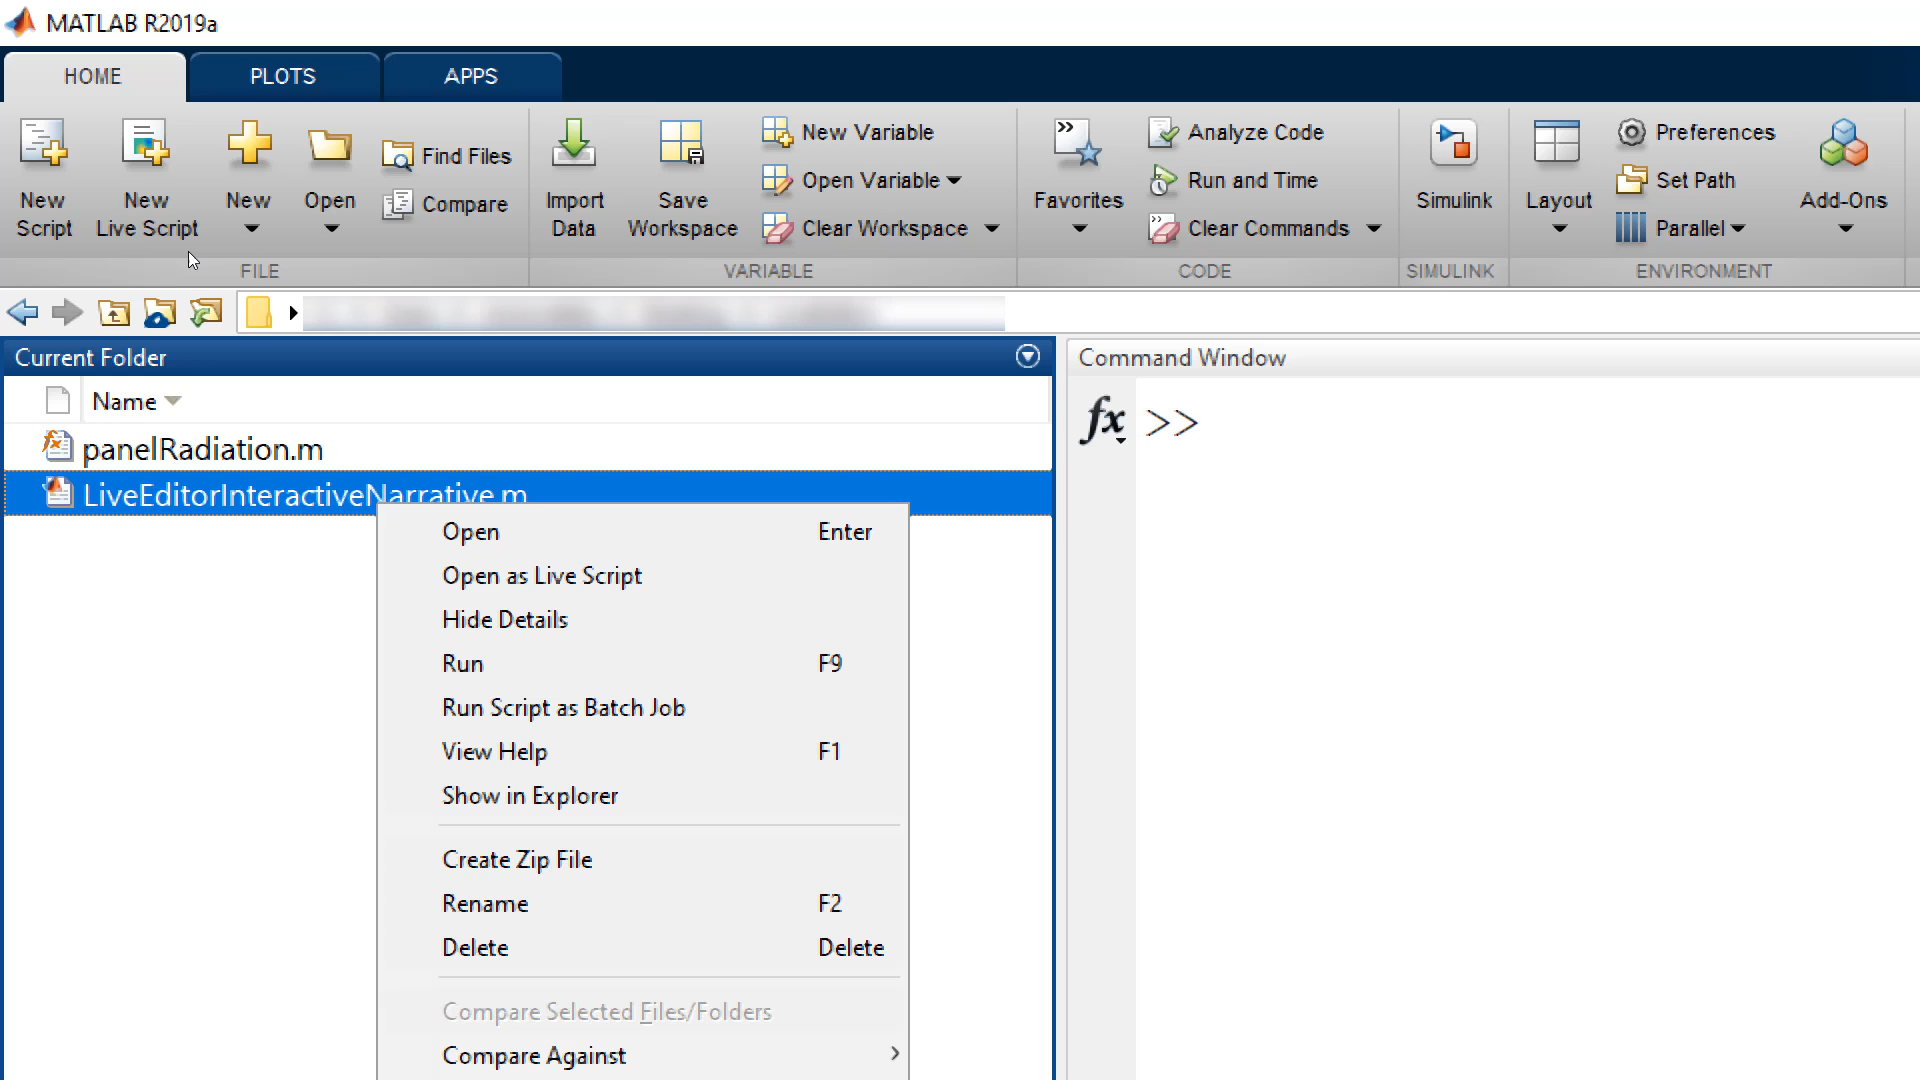 MATLAB R2019a
HOME PLOTS APPS
New Script
New Live Script
New
Open
Find Files
Compare
FILE
Import Data
Save Workspace
New Variable
Open Variable
Clear Workspace
VARIABLE
Favorites
Analyze Code
Run and Time
Clear Commands
CODE
Simulink
SIMULINK
Layout
Preferences
Set Path
Parallel
Add-Ons
ENVIRONMENT
Current Folder
Name
panelRadiation.m
LiveEditorInteractiveNarrative.m
Open Enter
Open as Live Script
Hide Details
Run F9
Run Script as Batch Job
View Help F1
Show in Explorer
Create Zip File
Rename F2
Delete Delete
Compare Selected Files/Folders
Compare Against
Command Window
fx >>